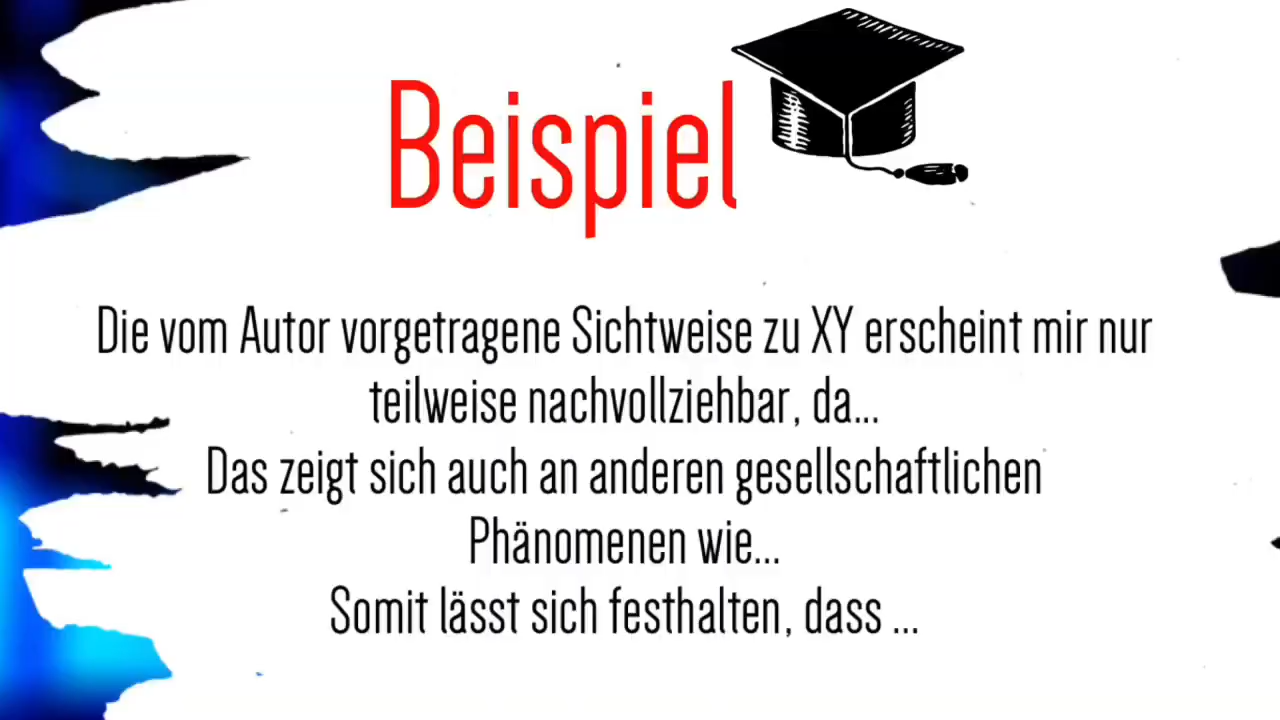 Beispiel
Die vom Autor vorgetragene Sichtweise zu XY erscheint mir nur
teilweise nachvollziehbar, da...
Das zeigt sich auch an anderen gesellschaftlichen
Phänomenen wie...
Somit lässt sich festhalten, dass ...